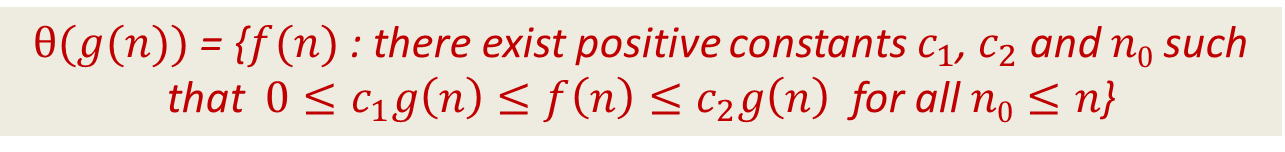 θ(g(n)) = {f(n) : there exist positive constants c₁, c₂ and n₀ such
that 0 ≤ c₁g(n) ≤ f(n) ≤ c₂g(n) for all n₀ ≤ n}